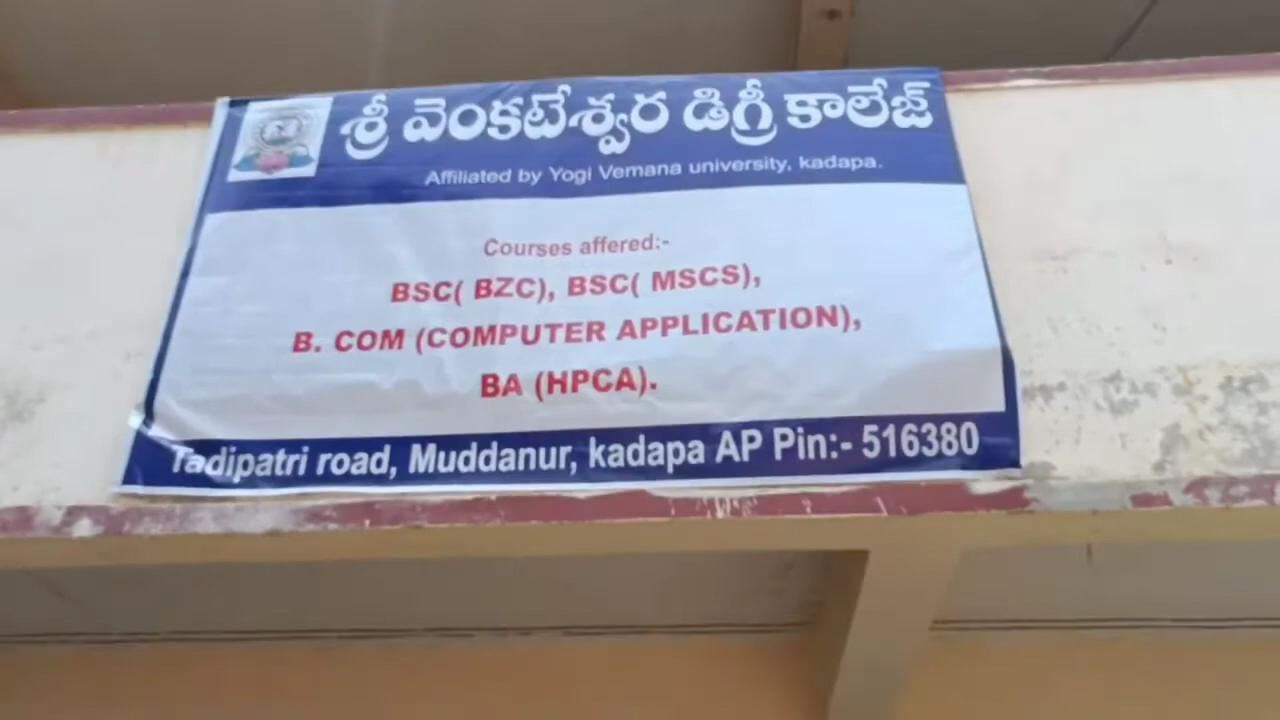 శ్రీ వెంకటేశ్వర డిగ్రీ కాలేజ్
Affiliated by Yogi Vemana university, kadapa.
Courses affered:-
BSC( BZC), BSC( MSCS),
B. COM (COMPUTER APPLICATION),
BA (HPCA).
Tadipatri road, Muddanur, kadapa AP Pin:- 516380